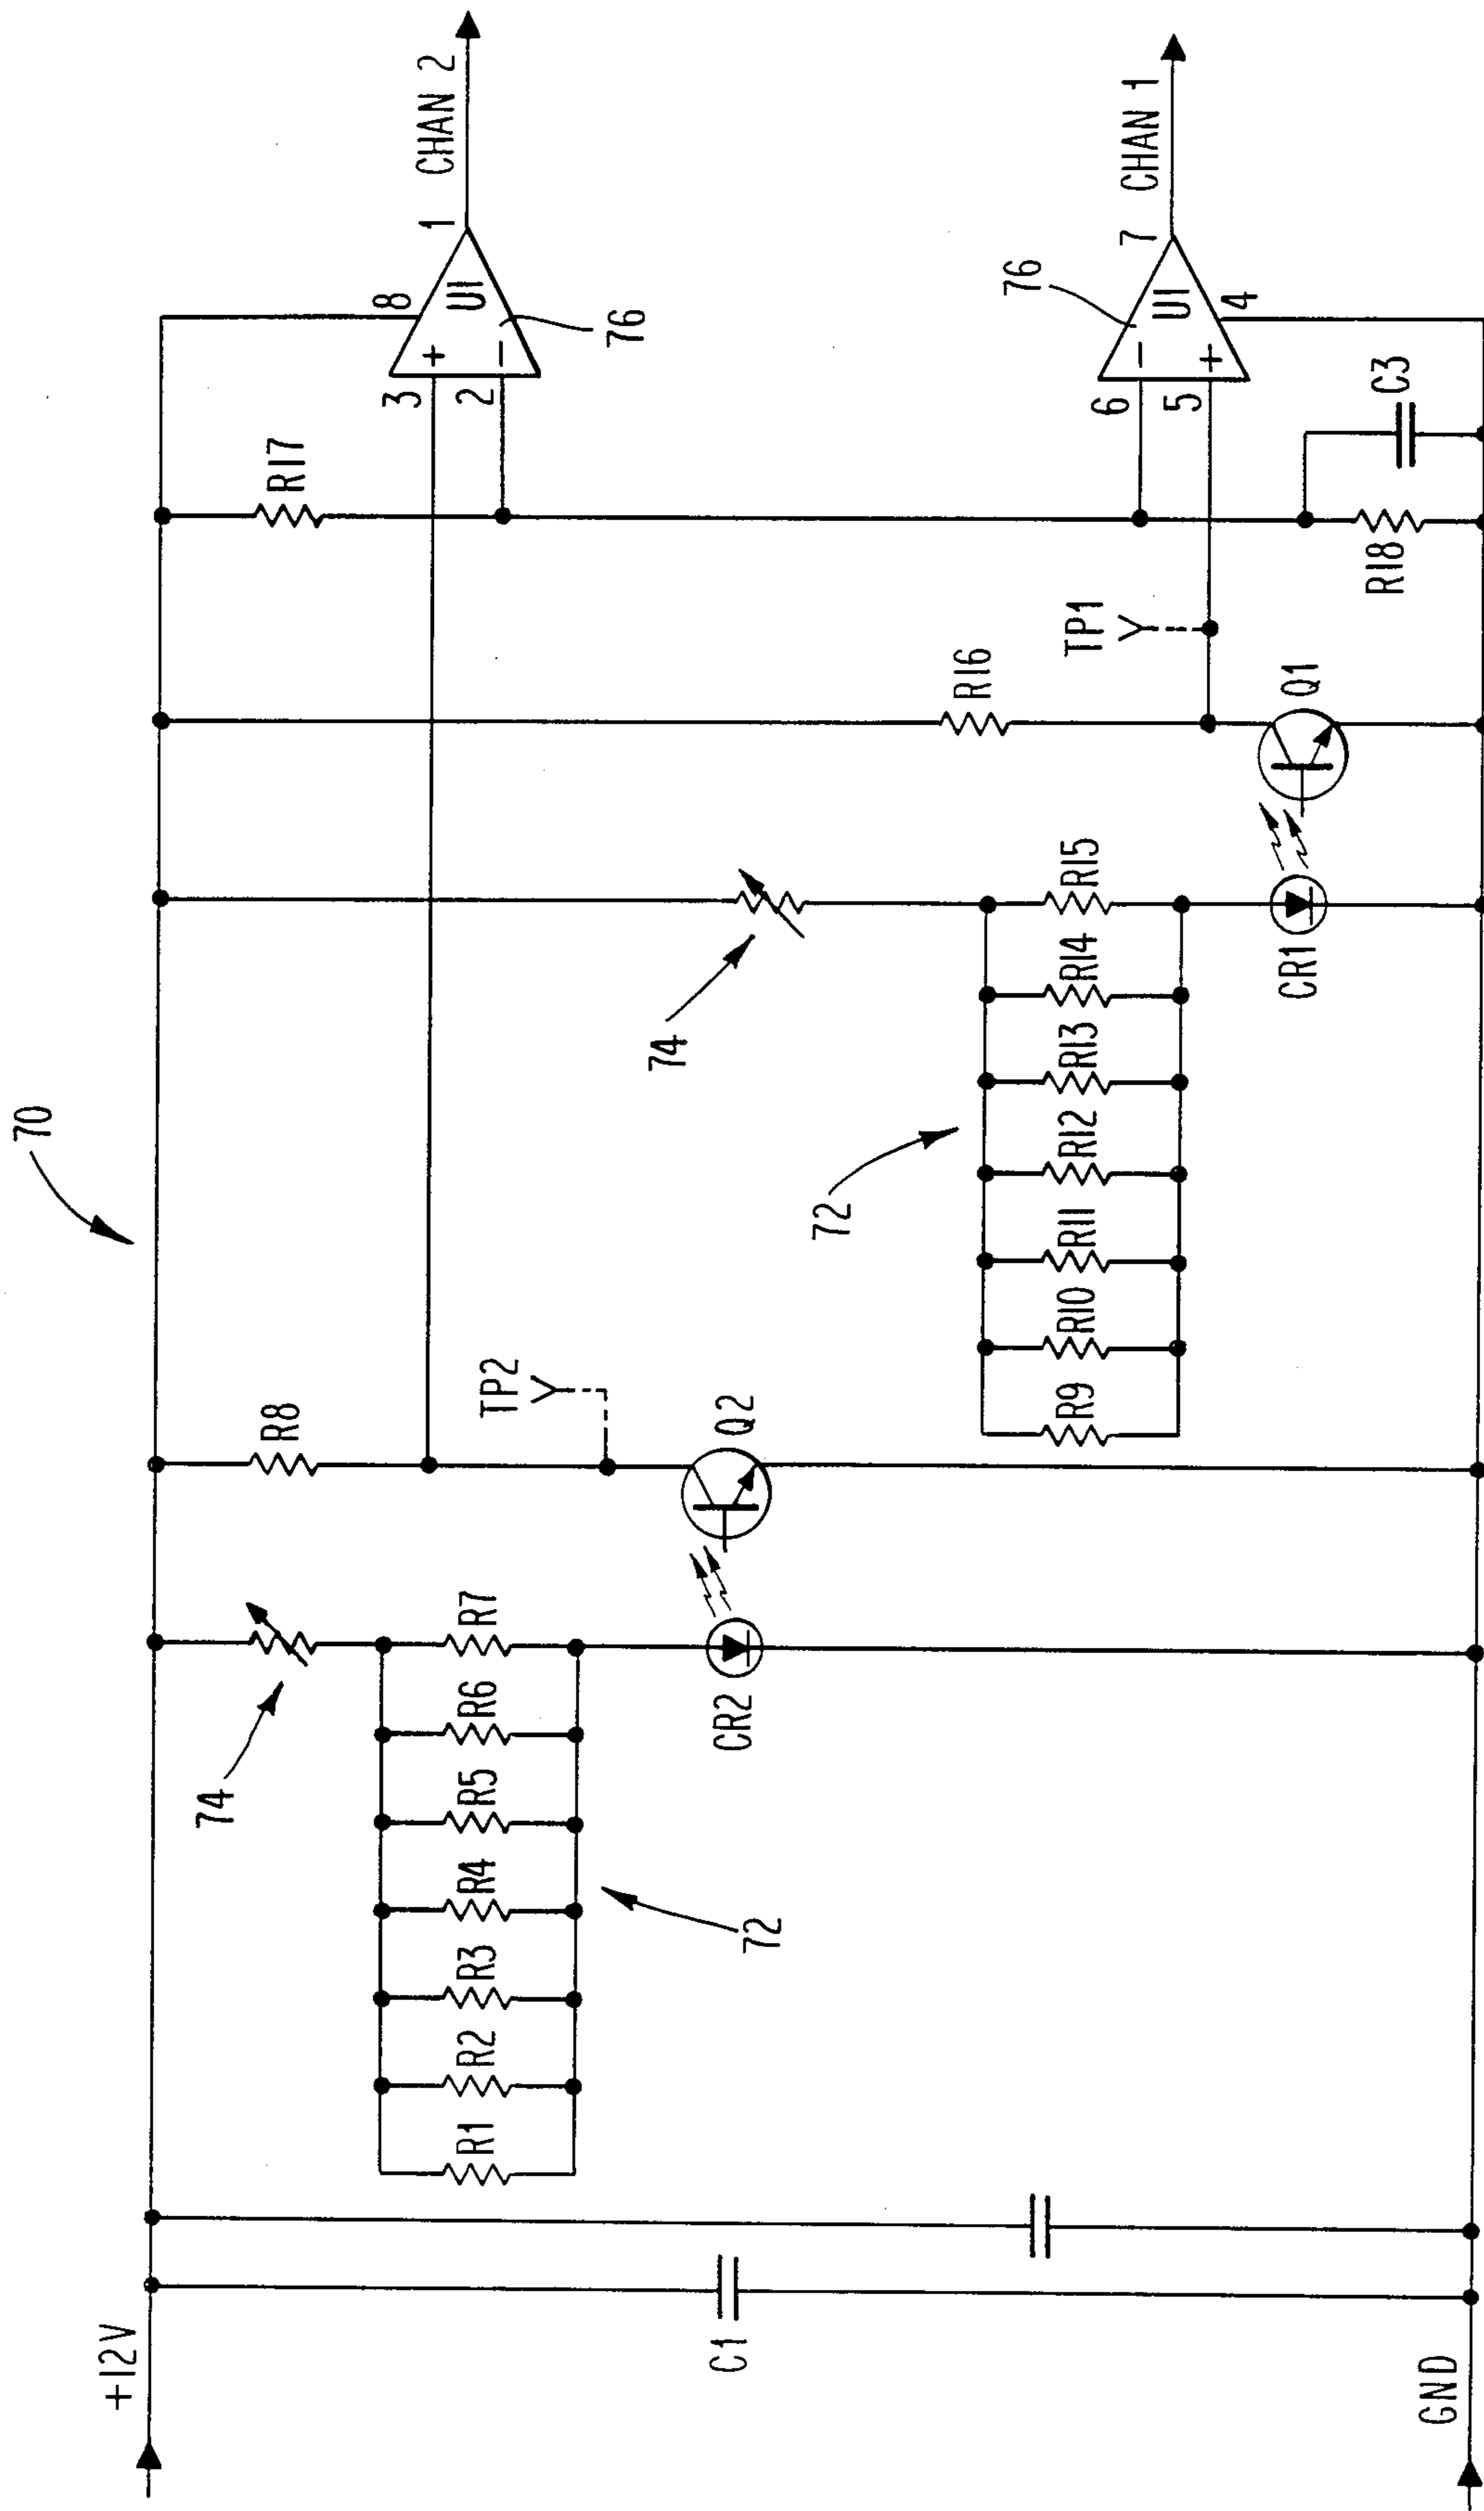 70
+12V
GND
C1
R1
R2
R3
R4
R5
R6
R7
72
74
CR2
Q2
TP2
R8
R9
R10
R11
R12
R13
R14
R15
72
74
CR1
Q1
TP1
R16
R17
R18
C3
3
2
8
+
−
U1
76
1
CHAN 2
6
5
4
−
+
U1
76
7
CHAN 1